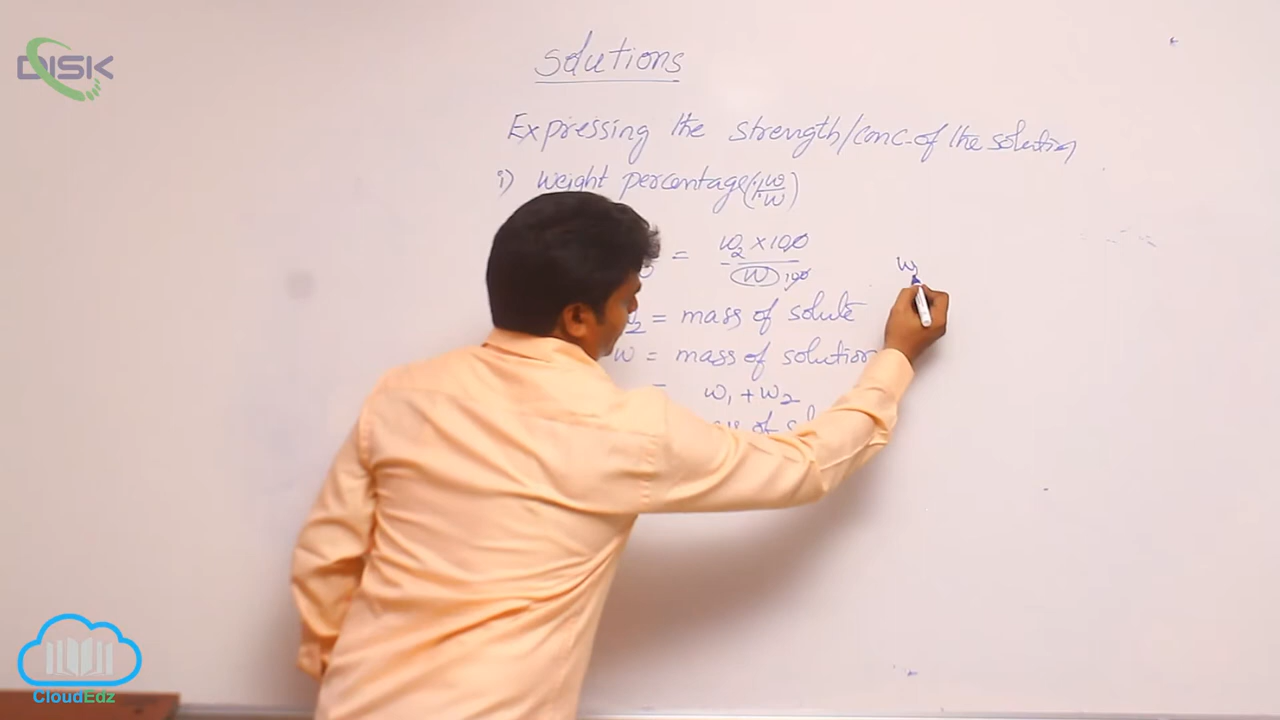 DISK
Solutions
Expressing the strength/conc. of the solution
i) Weight percentage (% w/W)
= w₂ × 100
W 100
w₂ = mass of solute
W = mass of solution
= w₁ + w₂
of
w
CloudEdz